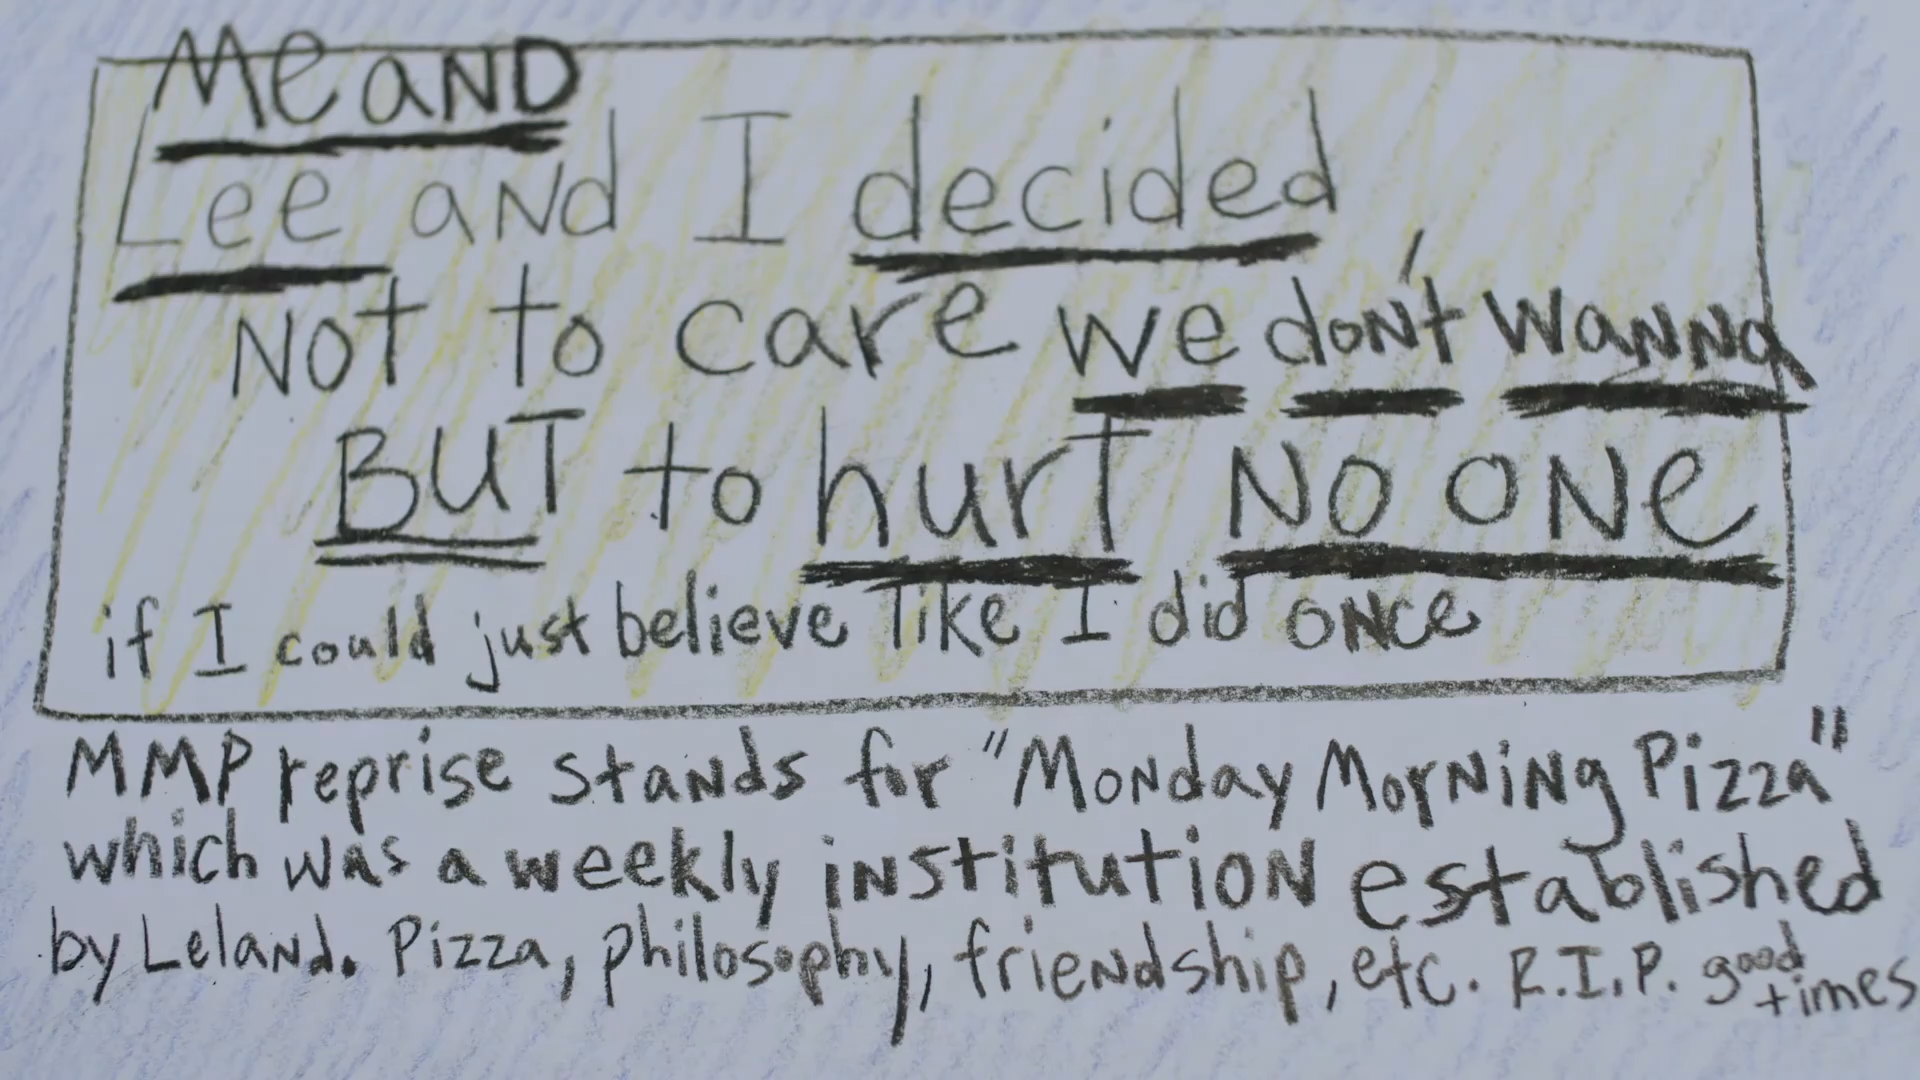 Me aND
Lee aNd I decided
Not to care we don't waNNa
BUT to hurT No oNe
if I could just believe like I did oNce
MMP reprise staNds for "MoNday MorNiNg Pizza"
which was a weekly iNstitutioN established
by LelaNd. Pizza, philosophy, frieNdship, etc. R.I.P. good times